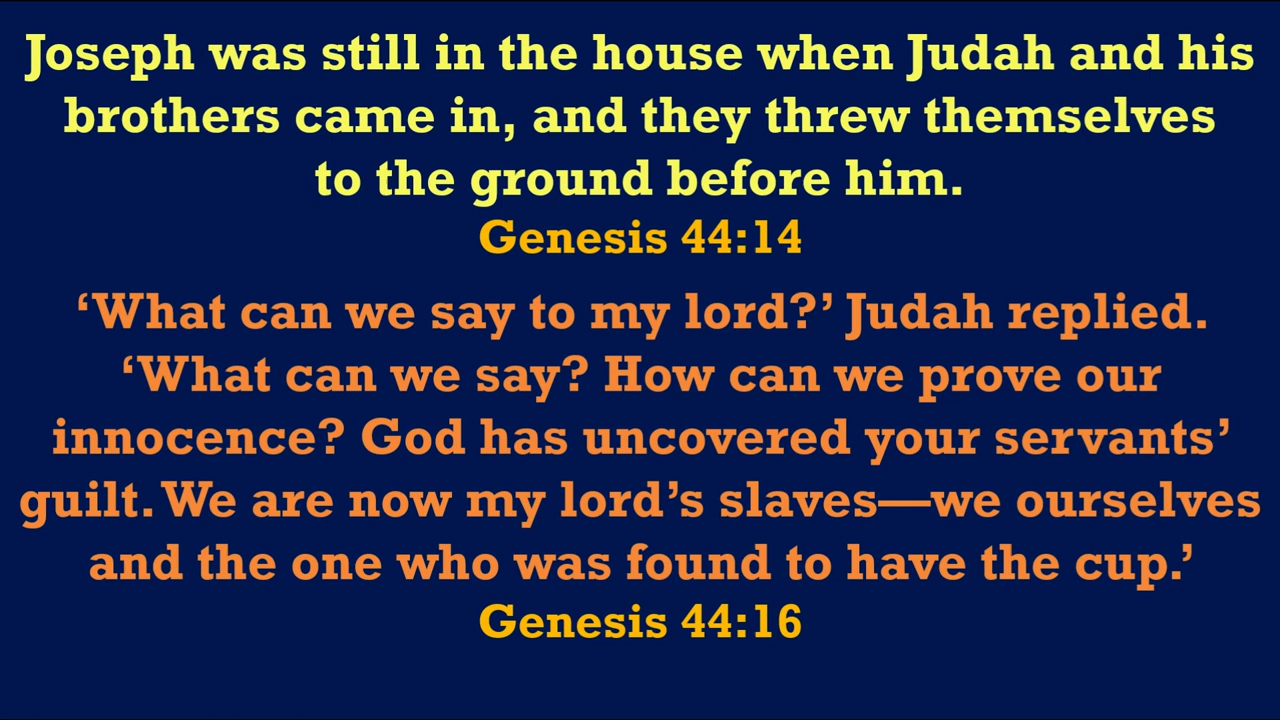 Joseph was still in the house when Judah and his
brothers came in, and they threw themselves
to the ground before him.
Genesis 44:14
‘What can we say to my lord?’ Judah replied.
‘What can we say? How can we prove our
innocence? God has uncovered your servants’
guilt. We are now my lord’s slaves—we ourselves
and the one who was found to have the cup.’
Genesis 44:16